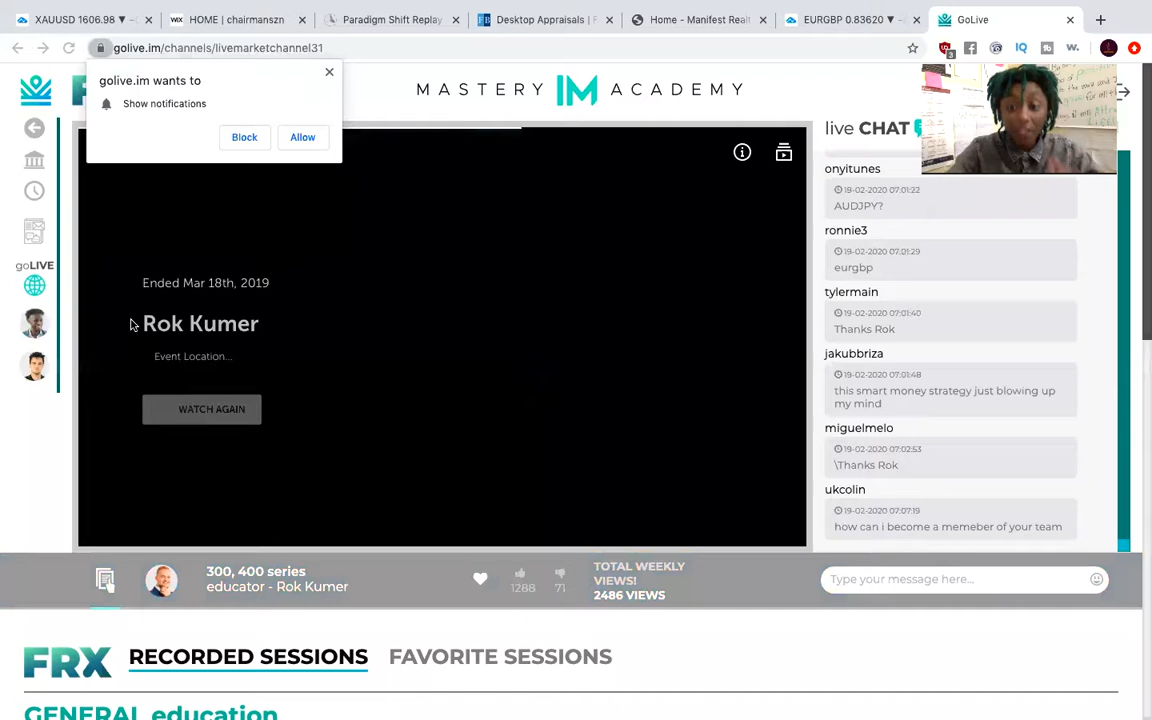 XAUUSD 1606.98 ▼
HOME | chairmanszn
Paradigm Shift Replay
Desktop Appraisals | F
Home - Manifest Realt
EURGBP 0.83620 ▼
GoLive
golive.im/channels/livemarketchannel31
golive.im wants to
Show notifications
Block
Allow
MASTERY IM ACADEMY
Ended Mar 18th, 2019
Rok Kumer
Event Location...
WATCH AGAIN
goLIVE
live CHAT
onyitunes
19-02-2020 07:01:22
AUDJPY?
ronnie3
19-02-2020 07:01:29
eurgbp
tylermain
19-02-2020 07:01:40
Thanks Rok
jakubbriza
19-02-2020 07:01:48
this smart money strategy just blowing up
my mind
miguelmelo
19-02-2020 07:02:53
\Thanks Rok
ukcolin
19-02-2020 07:07:19
how can i become a memeber of your team
300, 400 series
educator - Rok Kumer
1288
71
TOTAL WEEKLY
VIEWS!
2486 VIEWS
Type your message here...
FRX RECORDED SESSIONS FAVORITE SESSIONS
GENERAL education